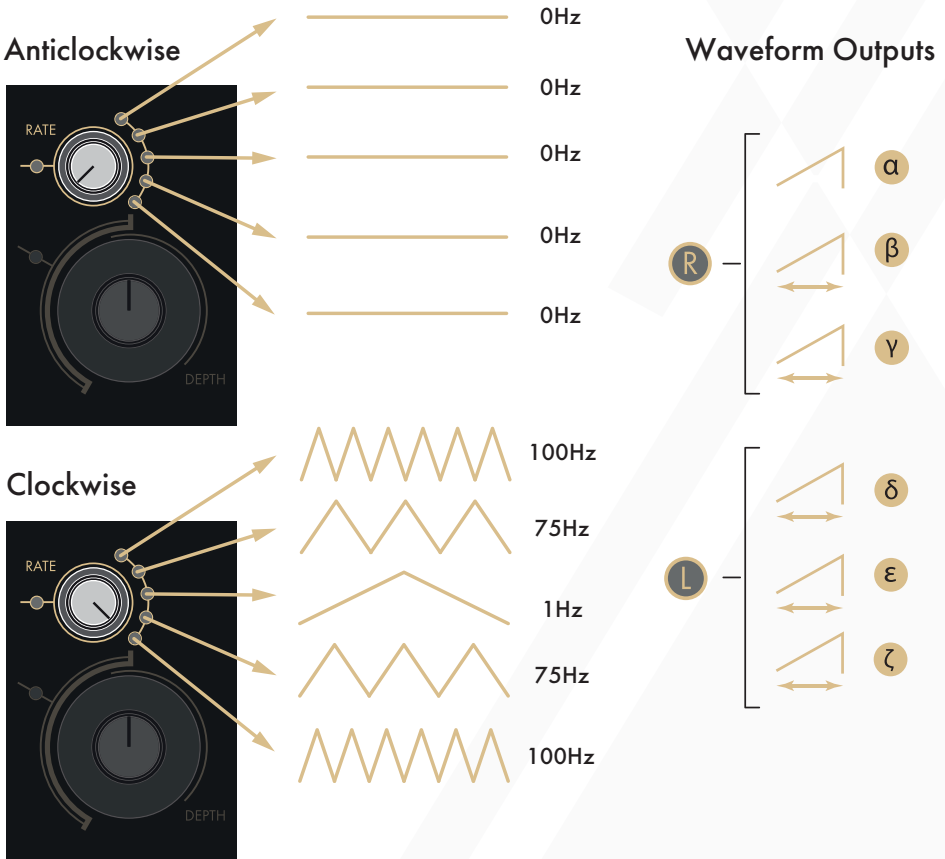 Anticlockwise
RATE
DEPTH
0Hz
0Hz
0Hz
0Hz
0Hz
Clockwise
RATE
DEPTH
100Hz
75Hz
1Hz
75Hz
100Hz
Waveform Outputs
R
α
β
γ
L
δ
ε
ζ